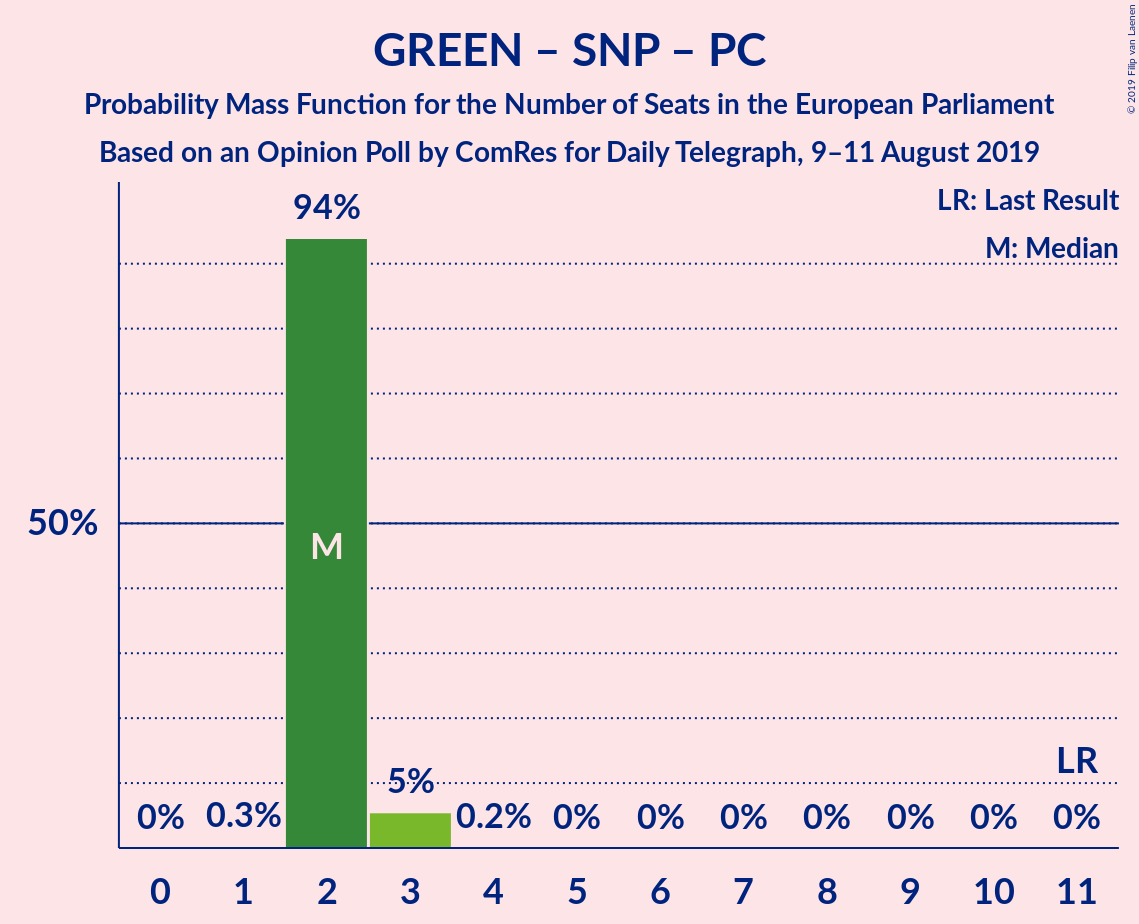 GREEN – SNP – PC
Probability Mass Function for the Number of Seats in the European Parliament
Based on an Opinion Poll by ComRes for Daily Telegraph, 9–11 August 2019
© 2019 Filip van Laenen
LR: Last Result
M: Median
94%
50%
M
LR
5%
0% 0.3% 0.2% 0% 0% 0% 0% 0% 0% 0%
0 1 2 3 4 5 6 7 8 9 10 11